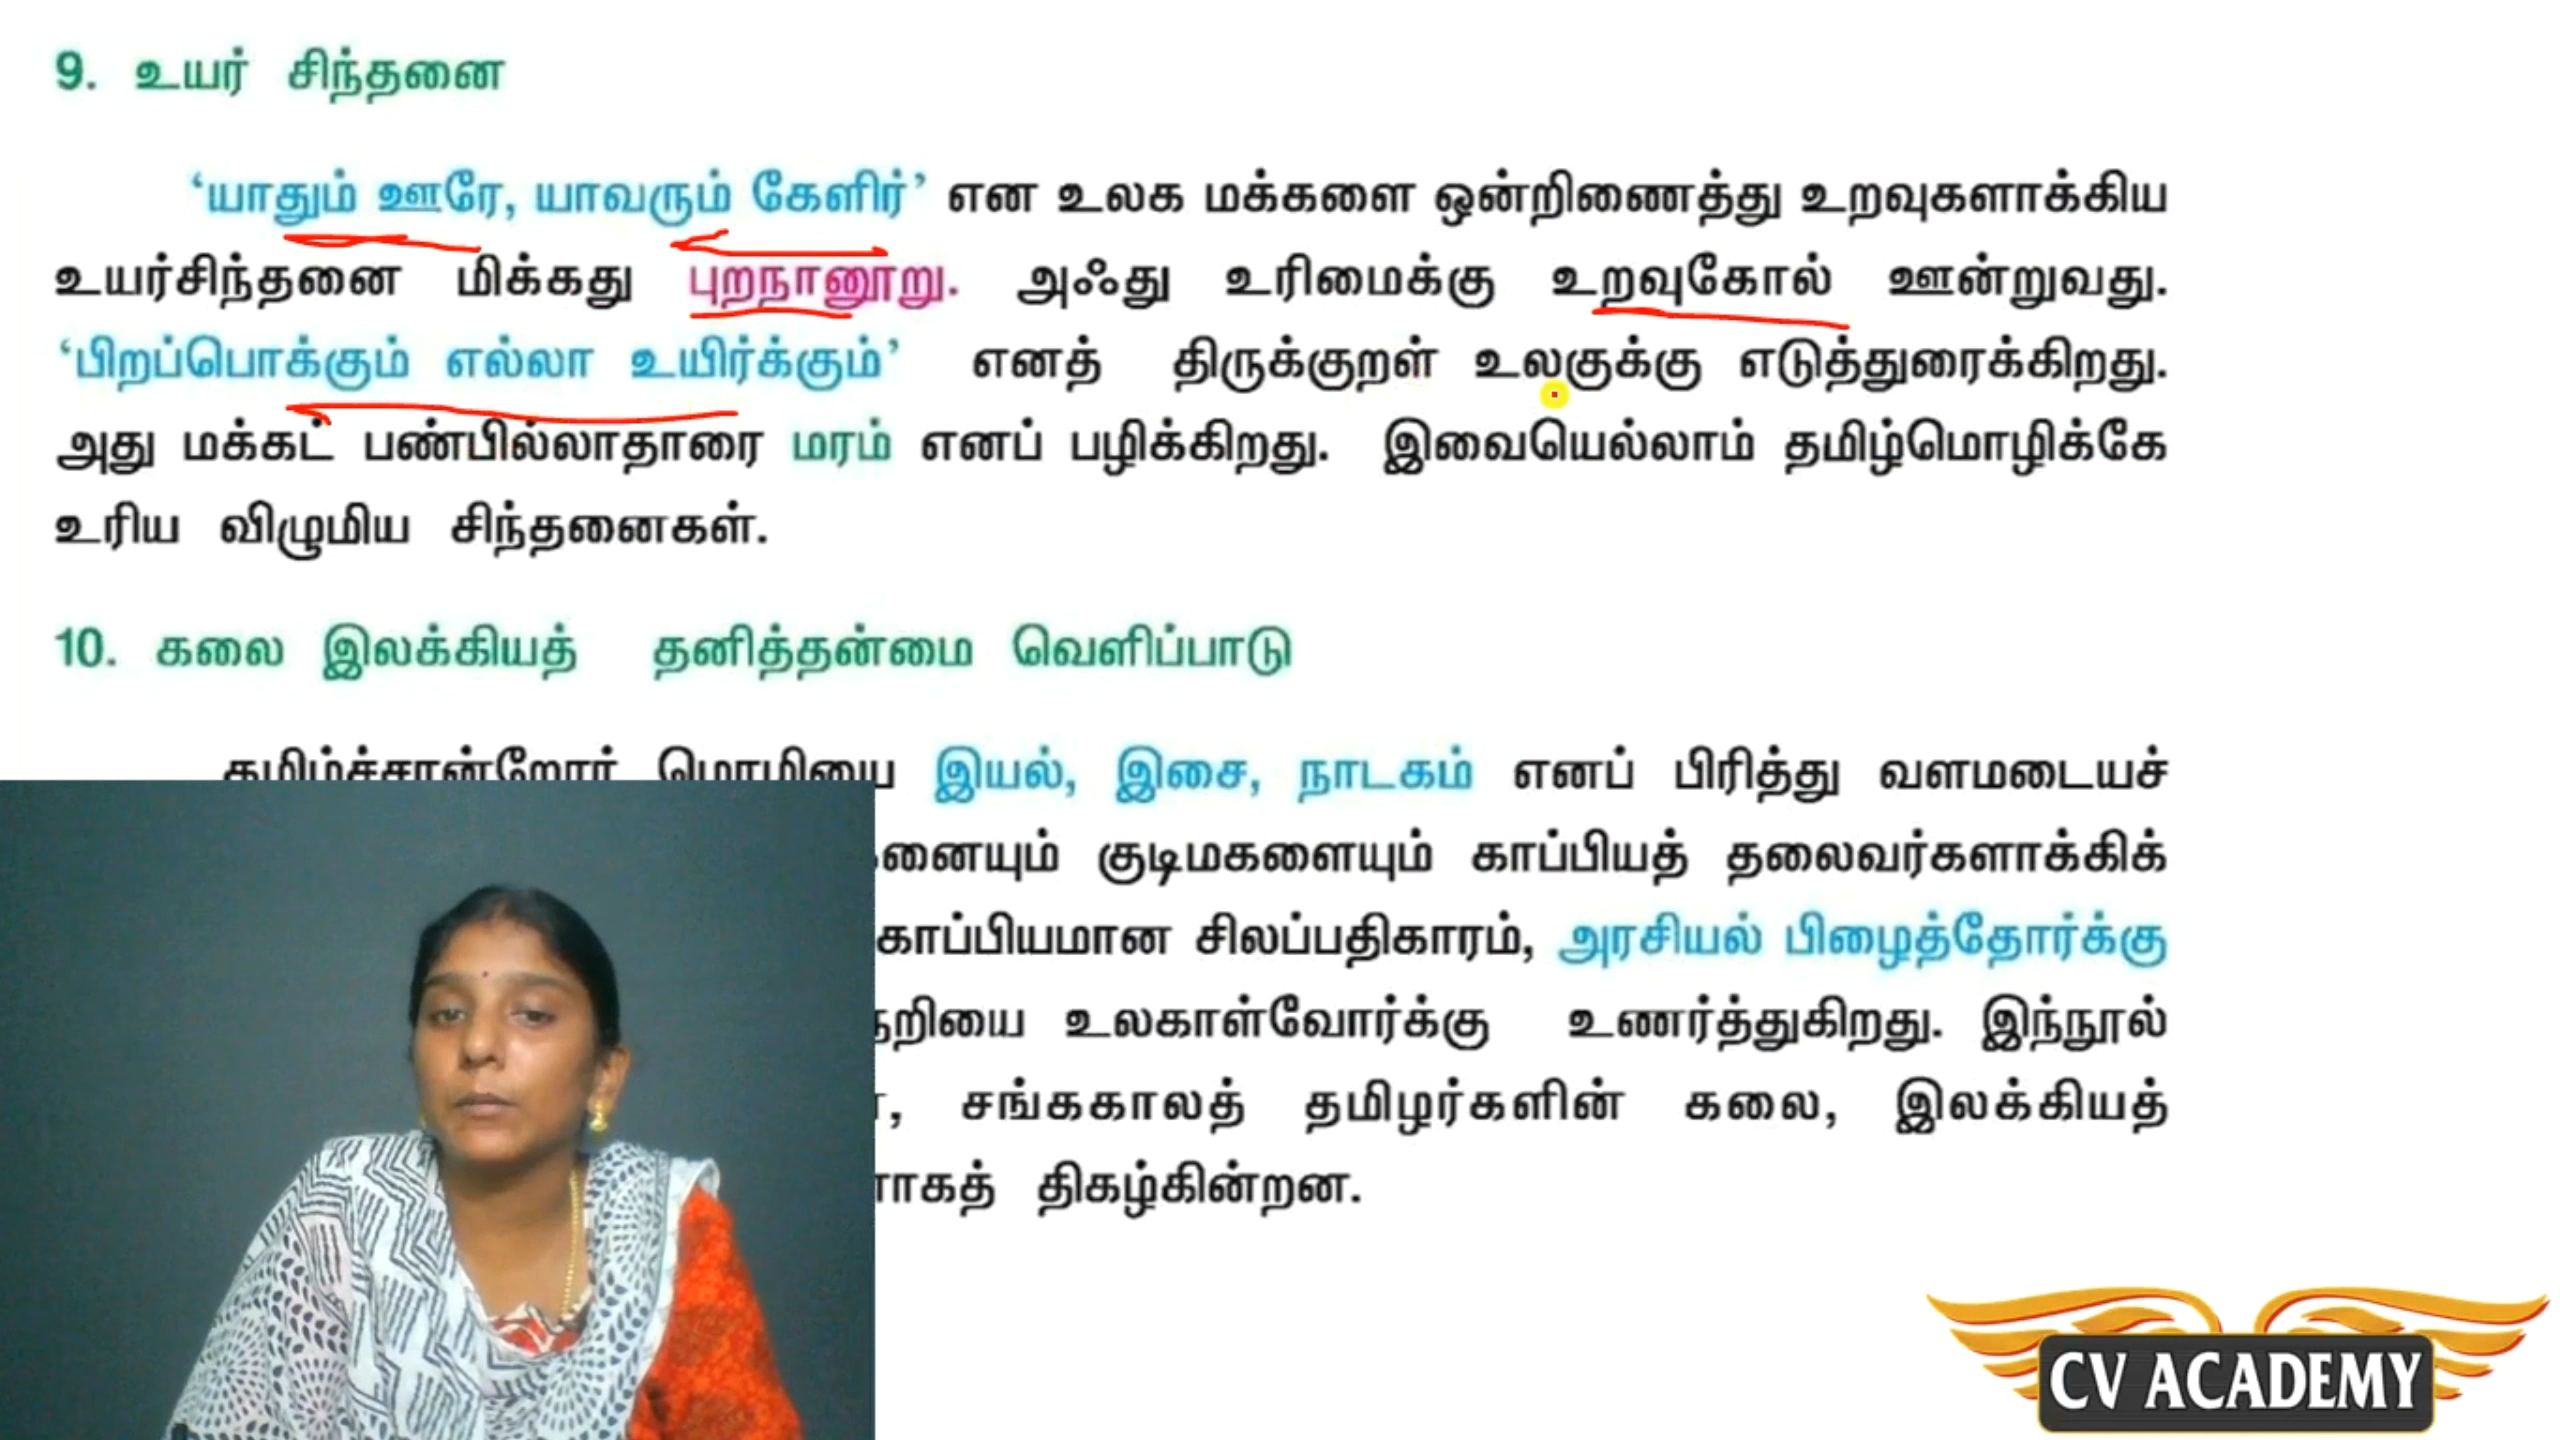 9. உயர் சிந்தனை
‘யாதும் ஊரே, யாவரும் கேளிர்’ என உலக மக்களை ஒன்றிணைத்து உறவுகளாக்கிய
உயர்சிந்தனை மிக்கது புறநானூறு. அஃது உரிமைக்கு உறவுகோல் ஊன்றுவது.
‘பிறப்பொக்கும் எல்லா உயிர்க்கும்’ எனத் திருக்குறள் உலகுக்கு எடுத்துரைக்கிறது.
அது மக்கட் பண்பில்லாதாரை மரம் எனப் பழிக்கிறது. இவையெல்லாம் தமிழ்மொழிக்கே
உரிய விழுமிய சிந்தனைகள்.
10. கலை இலக்கியத் தனித்தன்மை வெளிப்பாடு
தமிழ்ச்சான்றோர் மொழியை இயல், இசை, நாடகம் எனப் பிரித்து வளமடையச்
குடிமகளையும் காப்பியத் தலைவர்களாக்கிக்
காப்பியமான சிலப்பதிகாரம், அரசியல் பிழைத்தோர்க்கு
உலகாள்வோர்க்கு உணர்த்துகிறது. இந்நூல்
சங்ககாலத் தமிழர்களின் கலை, இலக்கியத்
திகழ்கின்றன.
CV ACADEMY